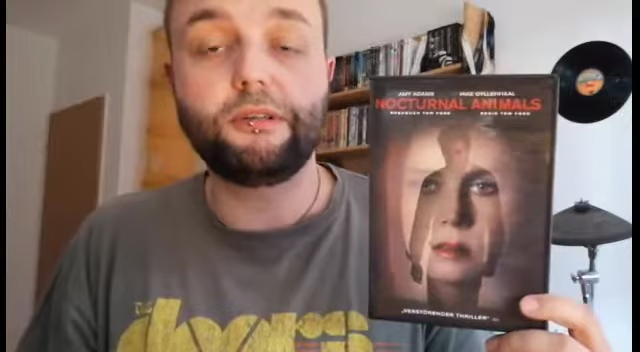 AMY ADAMS JAKE GYLLENHAAL
NOCTURNAL ANIMALS
DREHBUCH TOM FORD REGIE TOM FORD
„VERSTÖRENDER THRILLER“
THE
doors